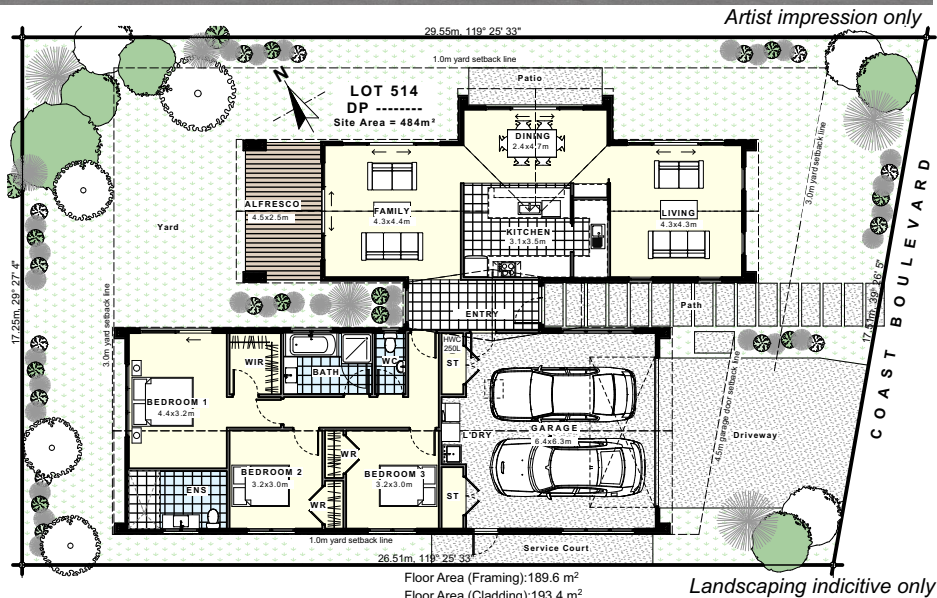 Artist impression only
29.55m, 119° 25' 33"
1.0m yard setback line
Patio
N
LOT 514
DP --------
Site Area = 484m²
DINING
2.4x4.7m
3.0m yard setback line
ALFRESCO
4.5x2.5m
FAMILY
4.3x4.4m
KITCHEN
3.1x3.5m
LIVING
4.3x4.3m
Yard
COAST BOULEVARD
17.25m, 29° 27' 4"
3.0m yard setback line
Path
17.51m, 39° 26' 5"
ENTRY
HWC
250L
ST
WIR
BATH
WC
BEDROOM 1
4.4x3.2m
GARAGE
6.4x6.3m
L'DRY
4.5m garage door setback line
Driveway
WR
BEDROOM 2
3.2x3.0m
BEDROOM 3
3.2x3.0m
ENS
WR
ST
1.0m yard setback line
Service Court
26.51m, 119° 25' 33"
Floor Area (Framing):189.6 m²
Floor Area (Cladding):193.4 m²
Landscaping indicitive only